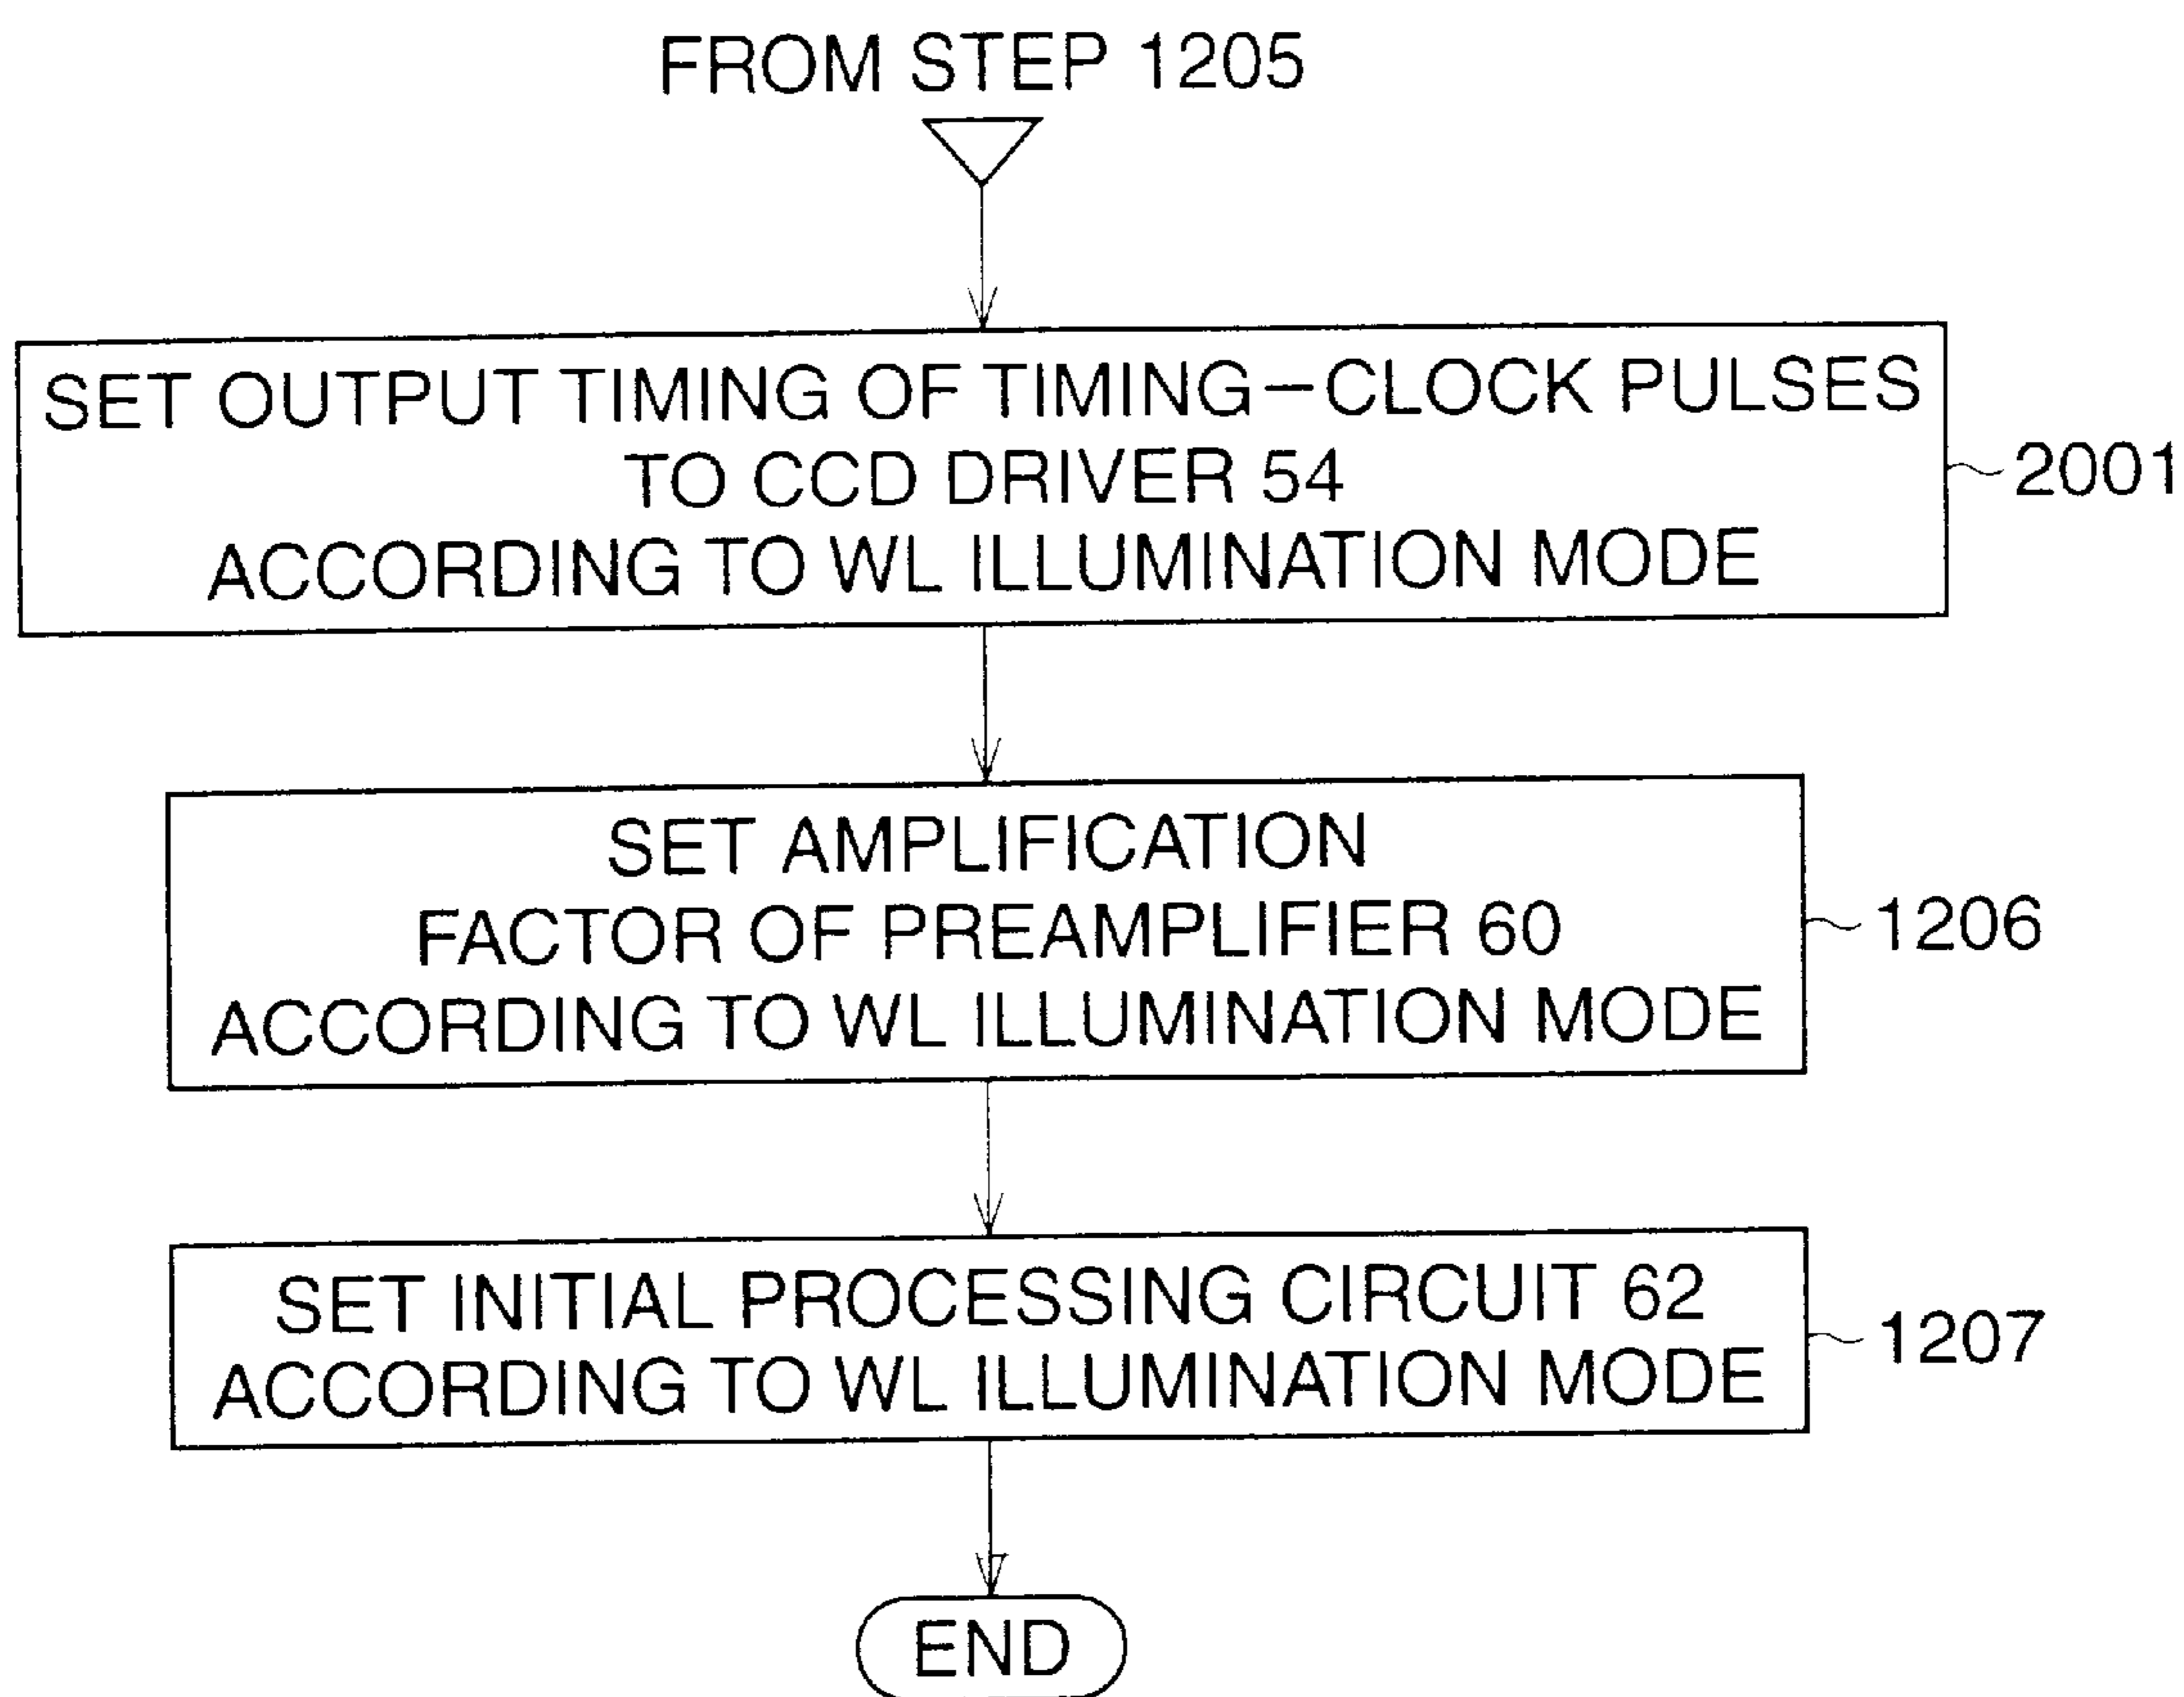 FROM STEP 1205
SET OUTPUT TIMING OF TIMING-CLOCK PULSES
TO CCD DRIVER 54
ACCORDING TO WL ILLUMINATION MODE
2001
SET AMPLIFICATION
FACTOR OF PREAMPLIFIER 60
ACCORDING TO WL ILLUMINATION MODE
1206
SET INITIAL PROCESSING CIRCUIT 62
ACCORDING TO WL ILLUMINATION MODE
1207
END